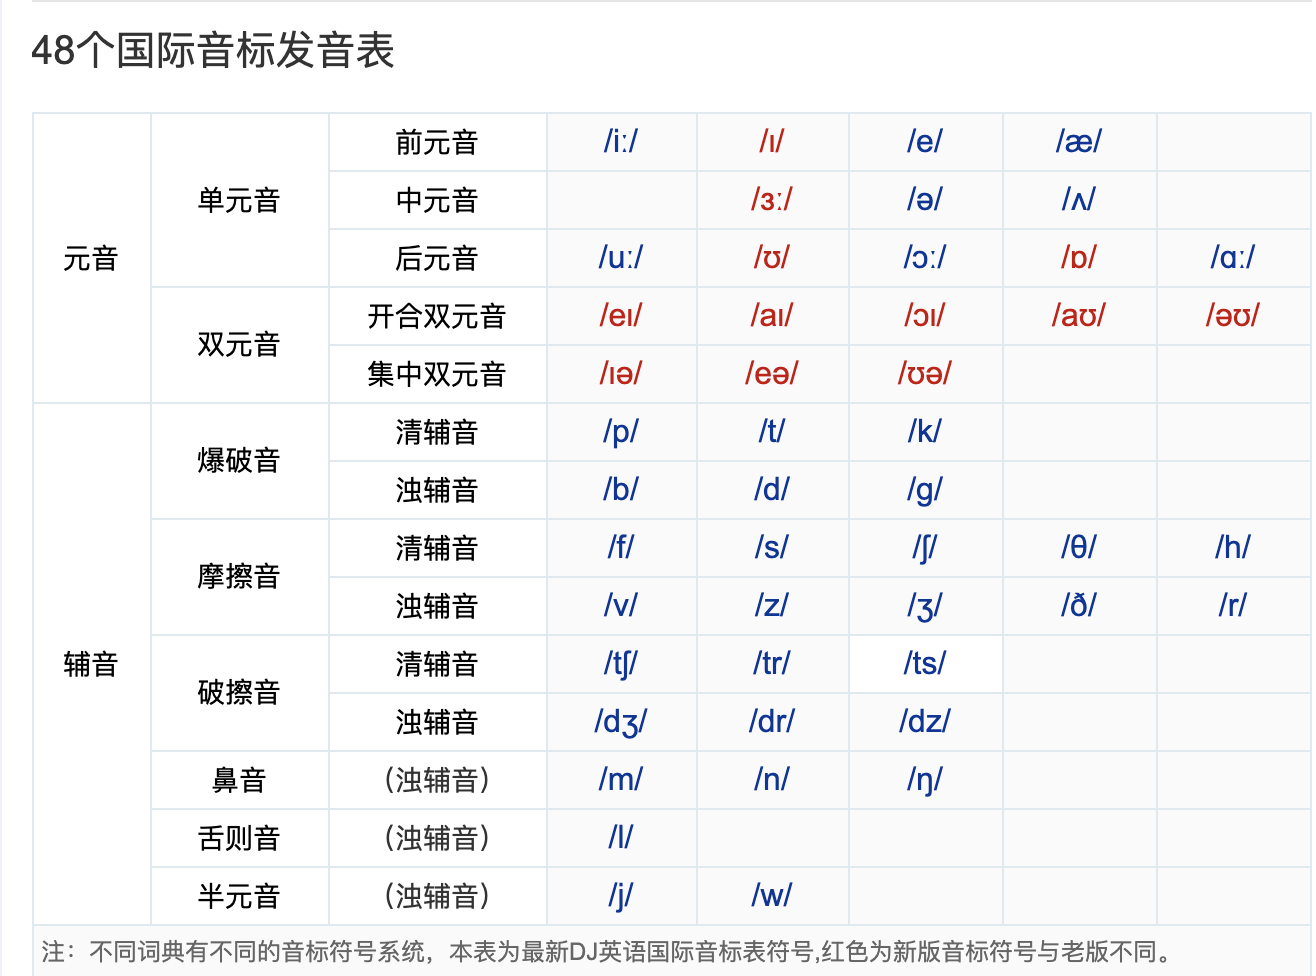 48个国际音标发音表
元音 单元音 前元音 /iː/ /ɪ/ /e/ /æ/
中元音 /ɜː/ /ə/ /ʌ/
后元音 /uː/ /ʊ/ /ɔː/ /ɒ/ /ɑː/
双元音 开合双元音 /eɪ/ /aɪ/ /ɔɪ/ /aʊ/ /əʊ/
集中双元音 /ɪə/ /eə/ /ʊə/
辅音 爆破音 清辅音 /p/ /t/ /k/
浊辅音 /b/ /d/ /g/
摩擦音 清辅音 /f/ /s/ /ʃ/ /θ/ /h/
浊辅音 /v/ /z/ /ʒ/ /ð/ /r/
破擦音 清辅音 /tʃ/ /tr/ /ts/
浊辅音 /dʒ/ /dr/ /dz/
鼻音 （浊辅音） /m/ /n/ /ŋ/
舌则音 （浊辅音） /l/
半元音 （浊辅音） /j/ /w/
注：不同词典有不同的音标符号系统，本表为最新DJ英语国际音标表符号,红色为新版音标符号与老版不同。